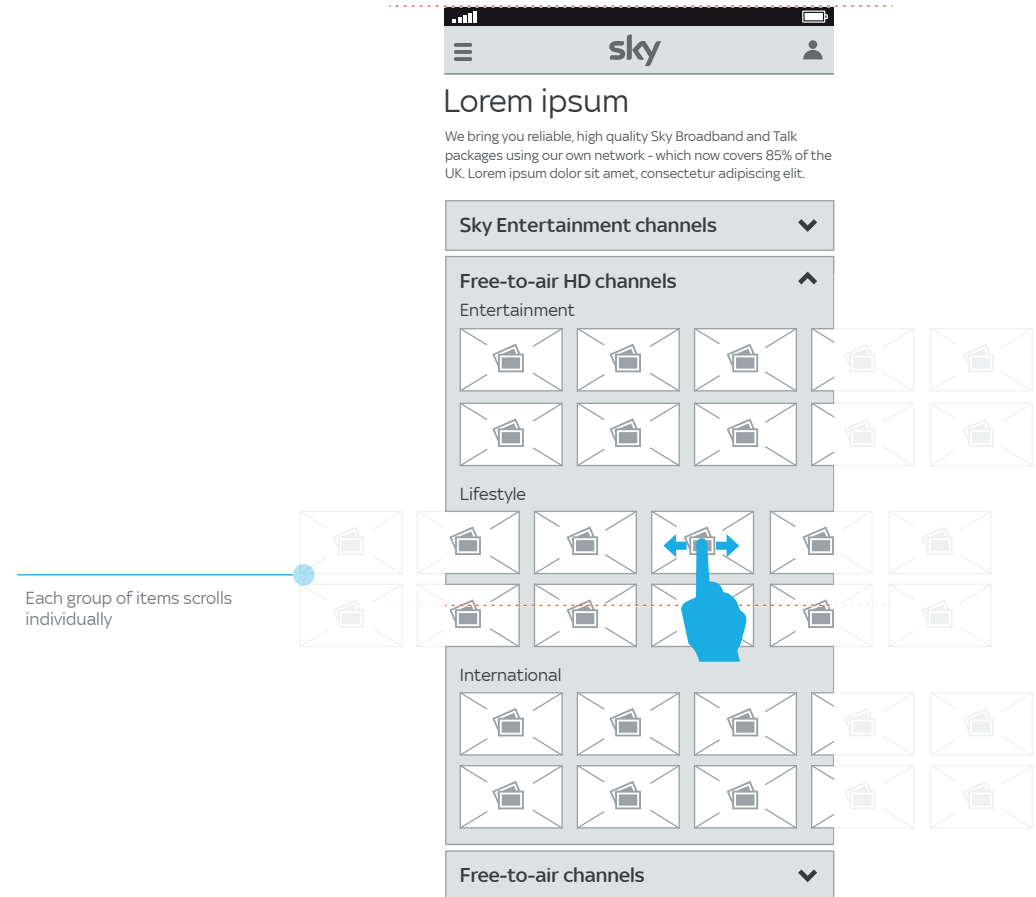 sky
Lorem ipsum
We bring you reliable, high quality Sky Broadband and Talk
packages using our own network - which now covers 85% of the
UK. Lorem ipsum dolor sit amet, consectetur adipiscing elit.
Sky Entertainment channels
Free-to-air HD channels
Entertainment
Lifestyle
Each group of items scrolls
individually
International
Free-to-air channels